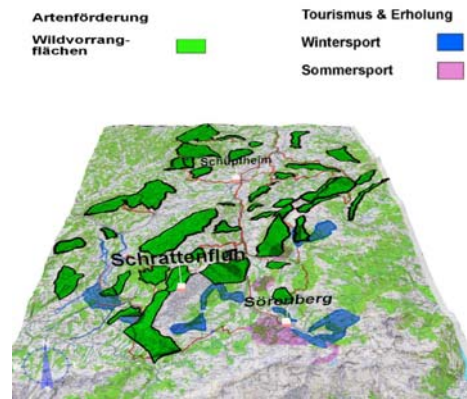 Artenförderung
Wildvorrang-
flächen
Tourismus & Erholung
Wintersport
Sommersport
Schüpfheim
Schrattenfluh
Sörenberg